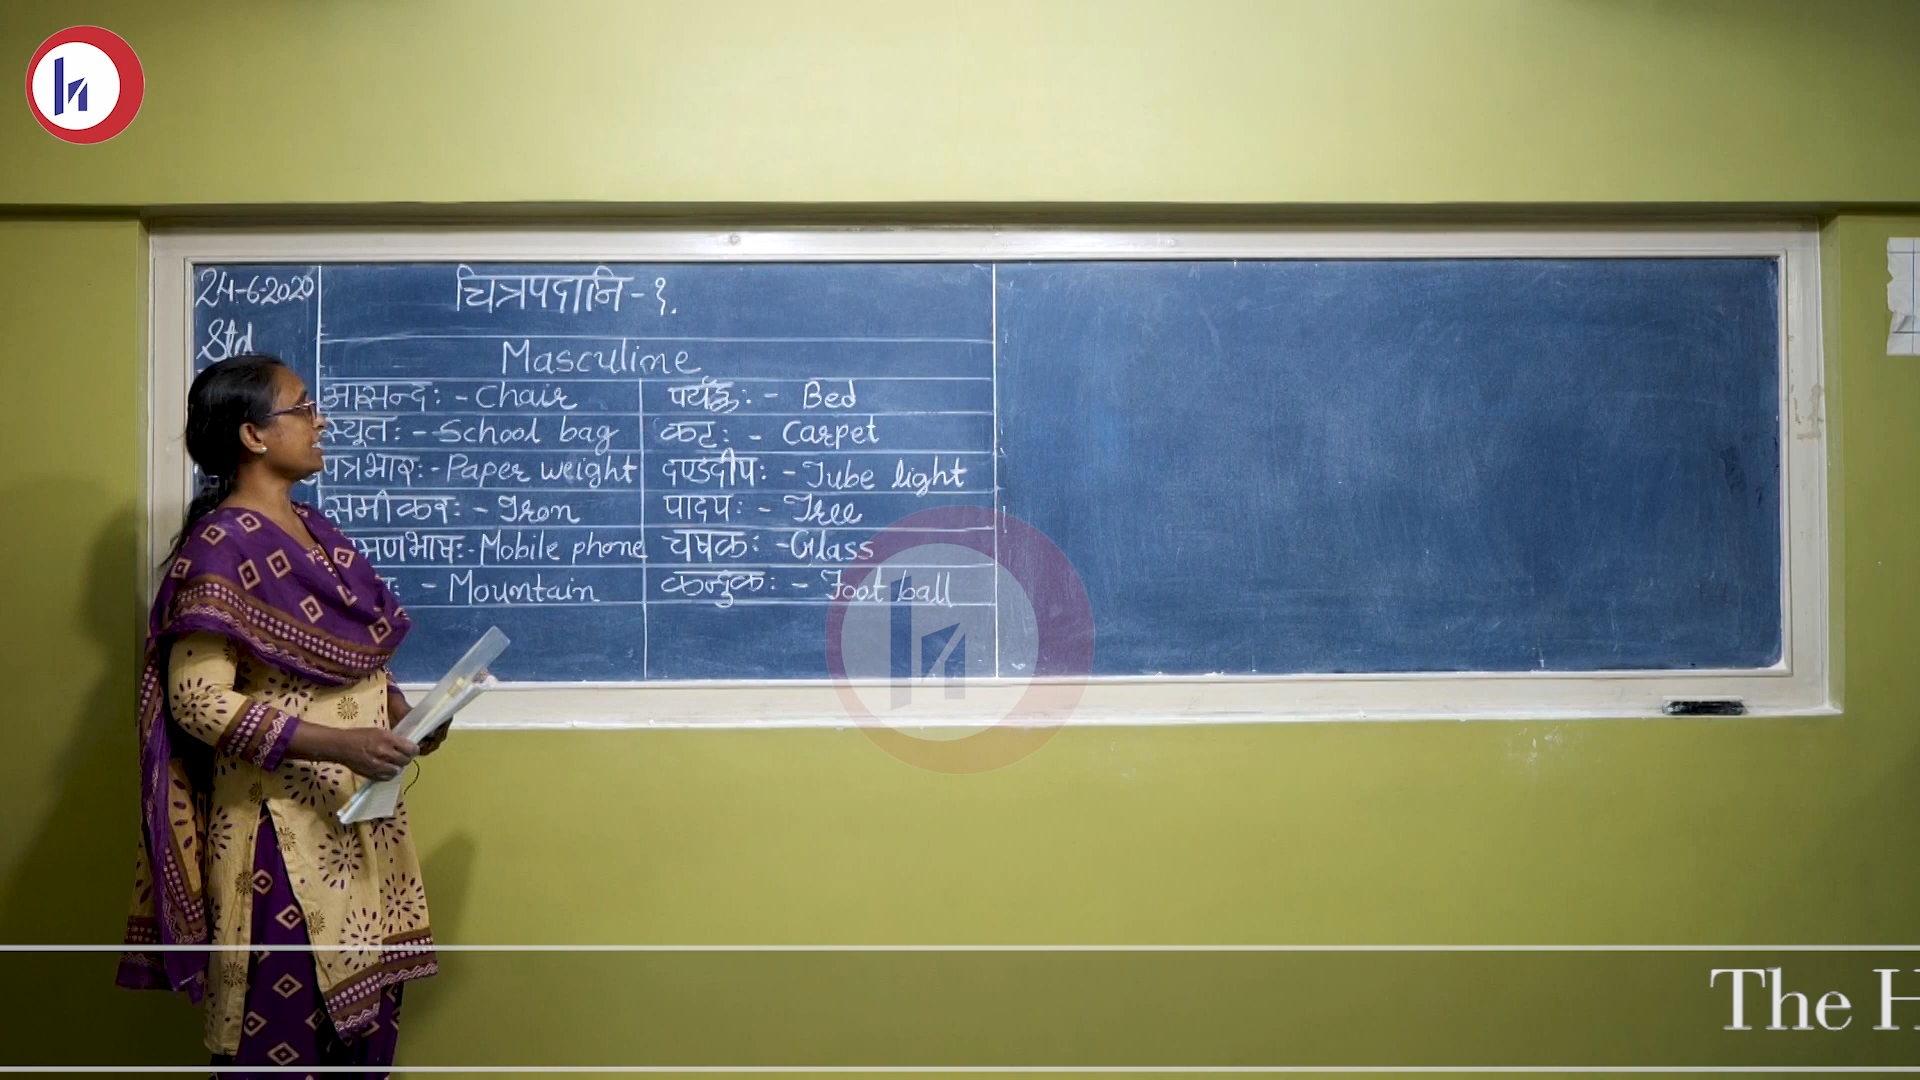 24-6-2020
Std
चित्रपदानि-१.
Masculine
आसन्दः - Chair
पर्यङ्कः - Bed
स्यूतः - School bag
कटः - Carpet
पत्रभारः - Paper weight
दण्डदीपः - Tube light
समीकरः - Iron
पादपः - Tree
मणभाषः - Mobile phone
चषकः - Glass
- Mountain
कन्दुकः - Foot ball
The H